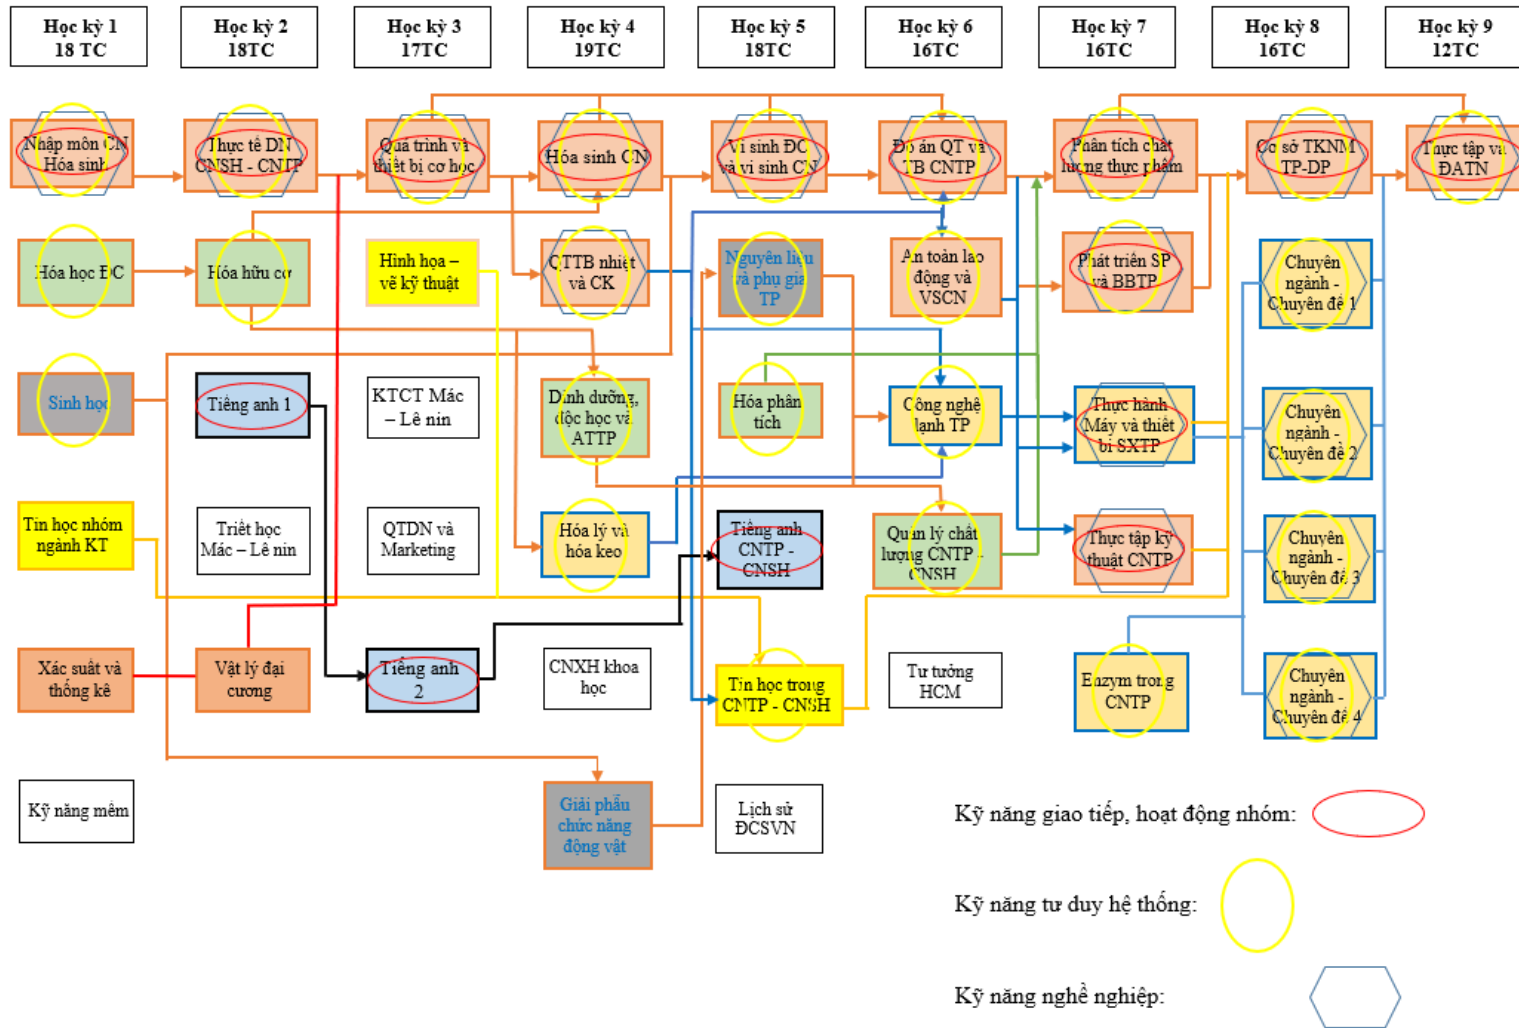 Học kỳ 1
18 TC
Học kỳ 2
18TC
Học kỳ 3
17TC
Học kỳ 4
19TC
Học kỳ 5
18TC
Học kỳ 6
16TC
Học kỳ 7
16TC
Học kỳ 8
16TC
Học kỳ 9
12TC
Nhập môn CN
Hóa sinh
Thực tế DN
CNSH - CNTP
Quá trình và
thiết bị cơ học
Hóa sinh CN
Vi sinh ĐC
và vi sinh CN
Đồ án QT và
TB CNTP
Phân tích chất
lượng thực phẩm
Cơ sở TKNM
TP-DP
Thực tập và
ĐATN
Hóa học ĐC
Hóa hữu cơ
Hình họa –
vẽ kỹ thuật
QTTB nhiệt
và CK
Nguyên liệu
và phụ gia
TP
An toàn lao
động và
VSCN
Phát triển SP
và BBTP
Chuyên
ngành -
Chuyên đề 1
Sinh học
Tiếng anh 1
KTCT Mác
– Lê nin
Dinh dưỡng,
độc học và
ATTP
Hóa phân
tích
Công nghệ
lạnh TP
Thực hành
Máy và thiết
bị SXTP
Chuyên
ngành -
Chuyên đề 2
Tin học nhóm
ngành KT
Triết học
Mác – Lê nin
QTDN và
Marketing
Hóa lý và
hóa keo
Tiếng anh
CNTP -
CNSH
Quản lý chất
lượng CNTP -
CNSH
Thực tập kỹ
thuật CNTP
Chuyên
ngành -
Chuyên đề 3
Xác suất và
thống kê
Vật lý đại
cương
Tiếng anh
2
CNXH khoa
học
Tin học trong
CNTP - CNSH
Tư tưởng
HCM
Enzym trong
CNTP
Chuyên
ngành -
Chuyên đề 4
Kỹ năng mềm
Giải phẫu
chức năng
động vật
Lịch sử
ĐCSVN
Kỹ năng giao tiếp, hoạt động nhóm:
Kỹ năng tư duy hệ thống:
Kỹ năng nghề nghiệp: